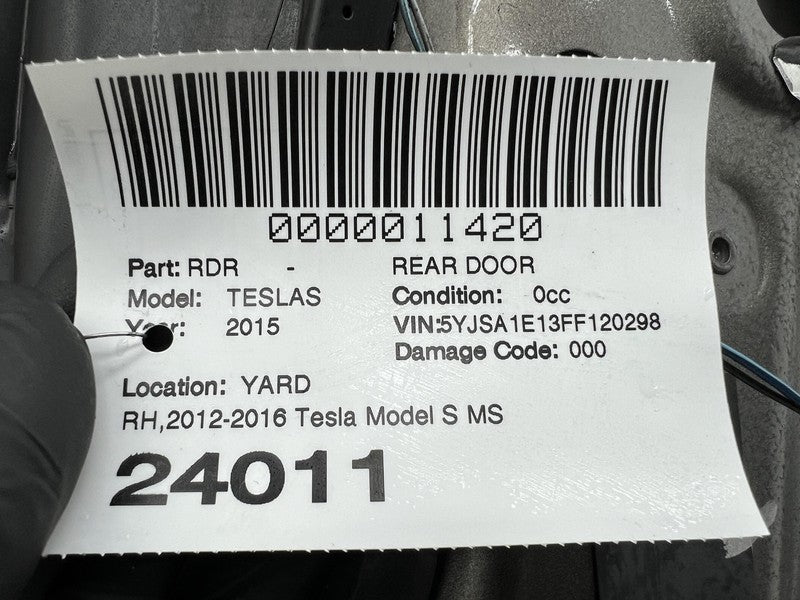 0000011420
Part: RDR - REAR DOOR
Model: TESLAS Condition: 0cc
Year: 2015 VIN:5YJSA1E13FF120298
Damage Code: 000
Location: YARD
RH,2012-2016 Tesla Model S MS
24011